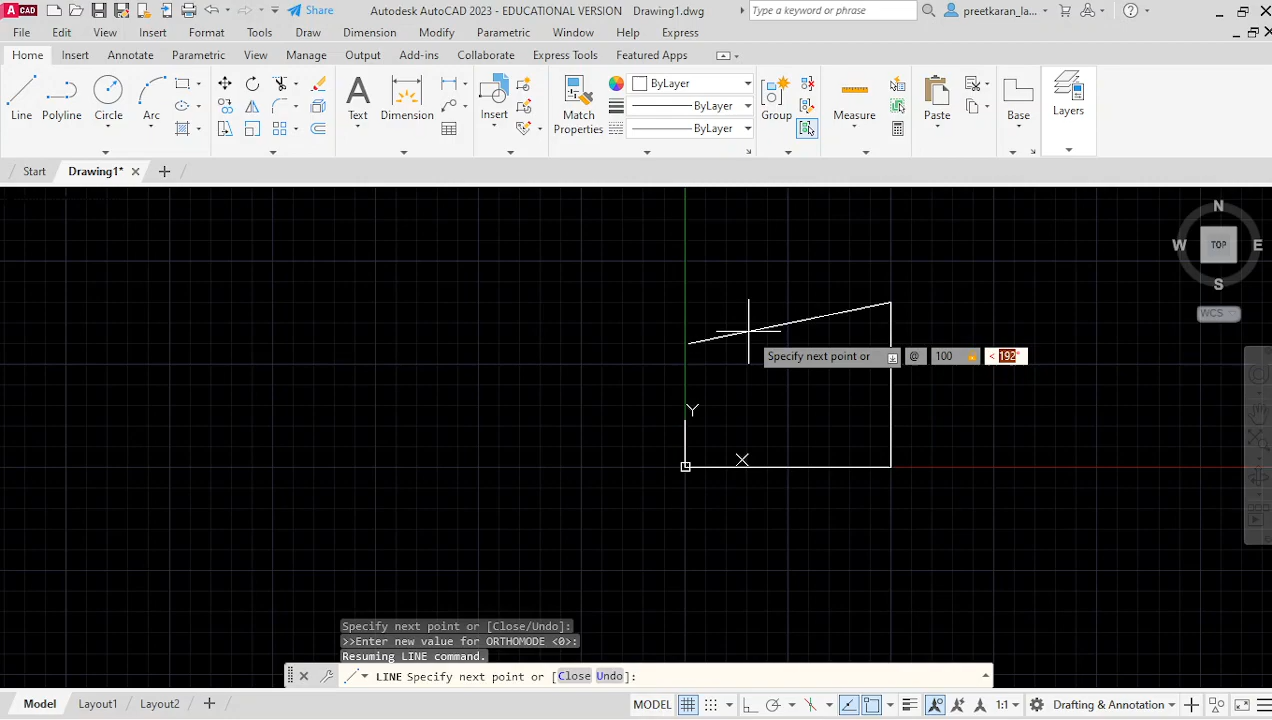 CAD Share Autodesk AutoCAD 2023 - EDUCATIONAL VERSION Drawing1.dwg Type a keyword or phrase preetkaran_la...
File Edit View Insert Format Tools Draw Dimension Modify Parametric Window Help Express
Home Insert Annotate Parametric View Manage Output Add-ins Collaborate Express Tools Featured Apps
ByLayer
ByLayer
ByLayer
Line Polyline Circle Arc Text Dimension Insert Match Properties Group Measure Paste Base Layers
Start Drawing1*
N
W TOP E
S
WCS
Specify next point or @ 100 < 192°
Y
X
Specify next point or [Close/Undo]:
>>Enter new value for ORTHOMODE <0>:
Resuming LINE command.
LINE Specify next point or [Close Undo]:
Model Layout1 Layout2 MODEL 1:1 Drafting & Annotation